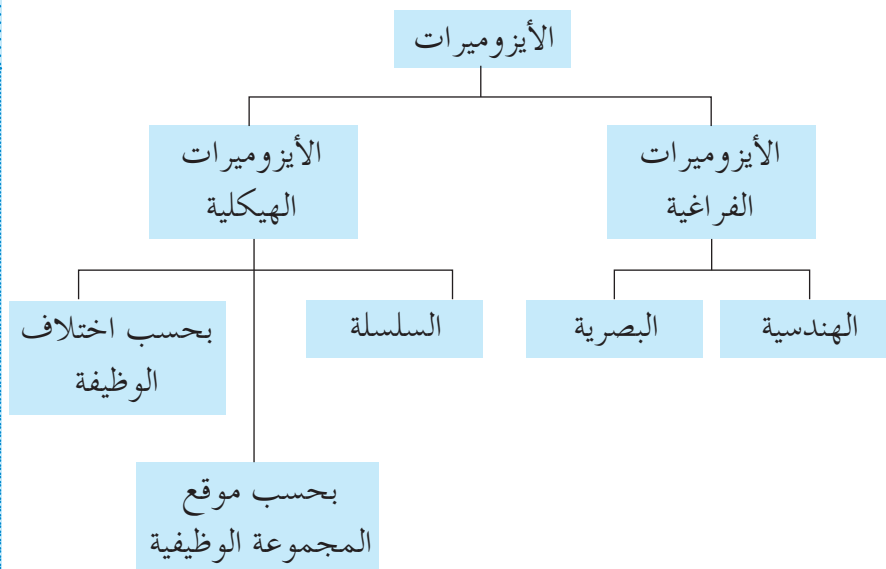 الأيزوميرات
الأيزوميرات
الفراغية
الأيزوميرات
الهيكلية
الهندسية
البصرية
السلسلة
بحسب اختلاف
الوظيفة
بحسب موقع
المجموعة الوظيفية